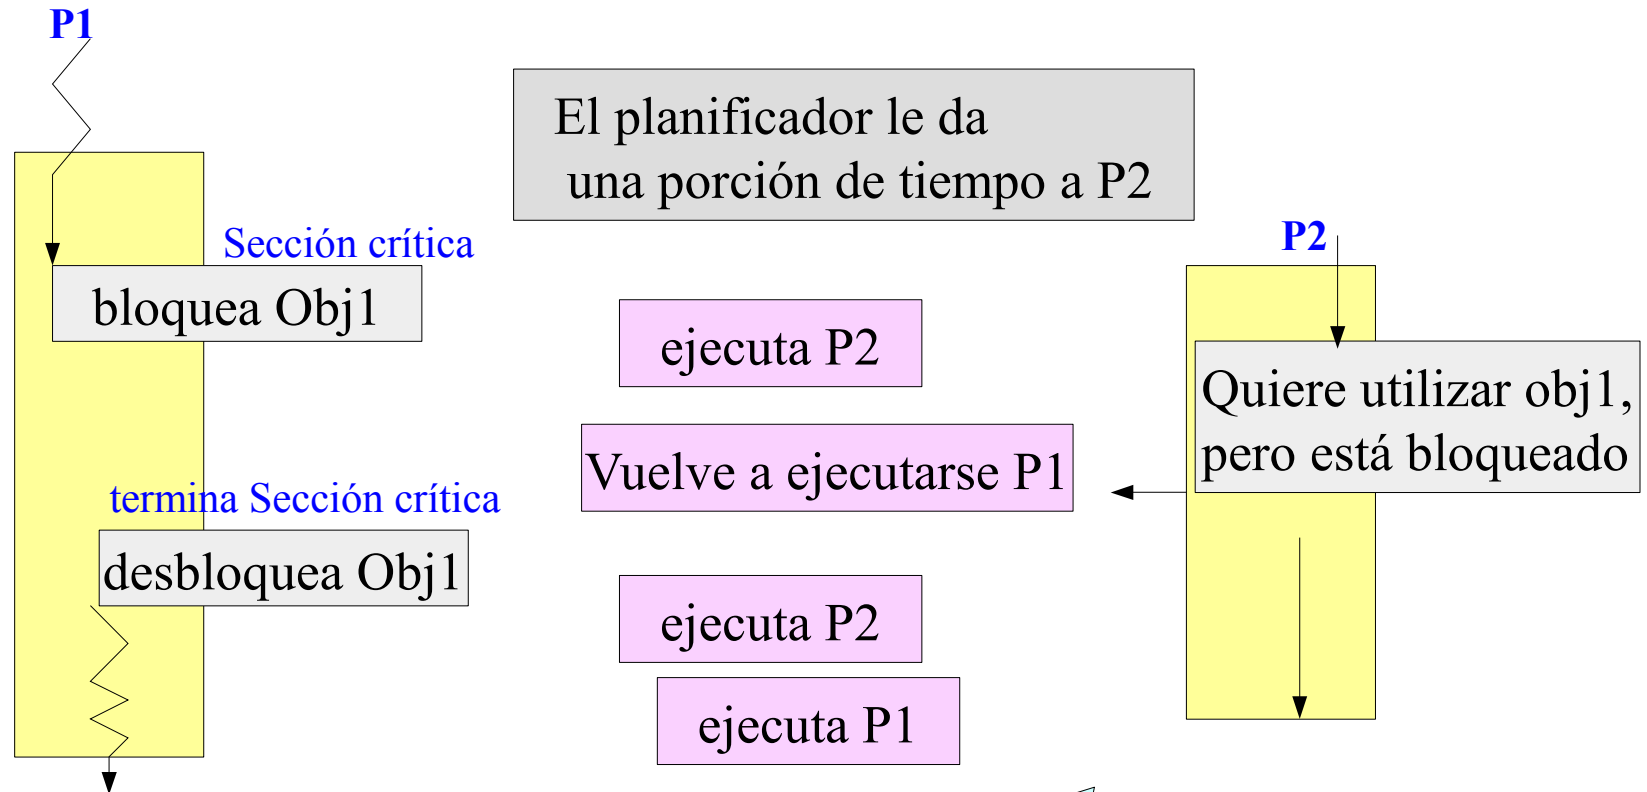 P1
El planificador le da
una porción de tiempo a P2
Sección crítica
P2
bloquea Obj1
ejecuta P2
Quiere utilizar obj1,
pero está bloqueado
Vuelve a ejecutarse P1
termina Sección crítica
desbloquea Obj1
ejecuta P2
ejecuta P1